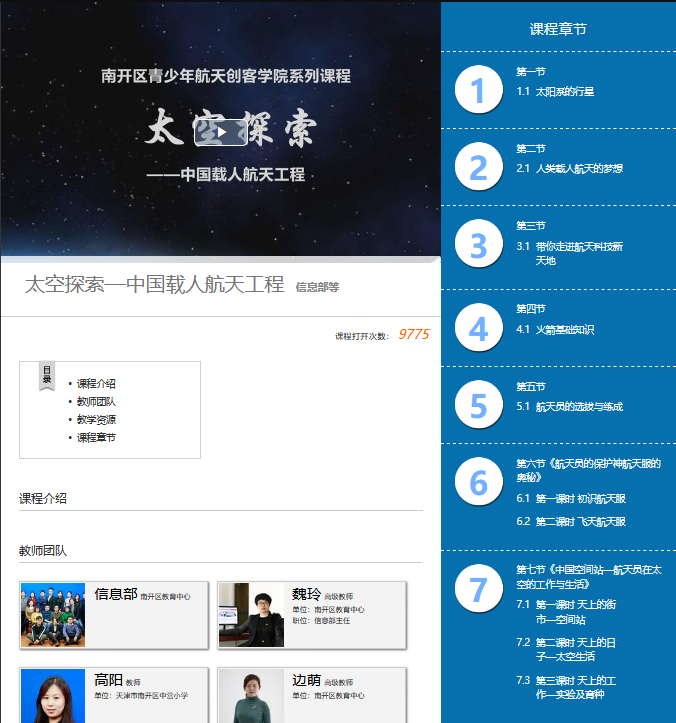 南开区青少年航天创客学院系列课程
太空探索
——中国载人航天工程
太空探索—中国载人航天工程 信息部等
课程打开次数: 9775
目录
• 课程介绍
• 教师团队
• 教学资源
• 课程章节
课程介绍
教师团队
信息部 南开区教育中心
魏玲 高级教师
单位：南开区教育中心
职位：信息部主任
高阳 教师
单位：天津市南开区中营小学
边萌 高级教师
单位：南开区教育中心
课程章节
1
第一节
1.1 太阳系的行星
2
第二节
2.1 人类载人航天的梦想
3
第三节
3.1 带你走进航天科技新
天地
4
第四节
4.1 火箭基础知识
5
第五节
5.1 航天员的选拔与练成
6
第六节《航天员的保护神航天服的
奥秘》
6.1 第一课时 初识航天服
6.2 第二课时 飞天航天服
7
第七节《中国空间站—航天员在太
空的工作与生活》
7.1 第一课时 天上的街
市—空间站
7.2 第二课时 天上的日
子—太空生活
7.3 第三课时 天上的工
作—实验及育种